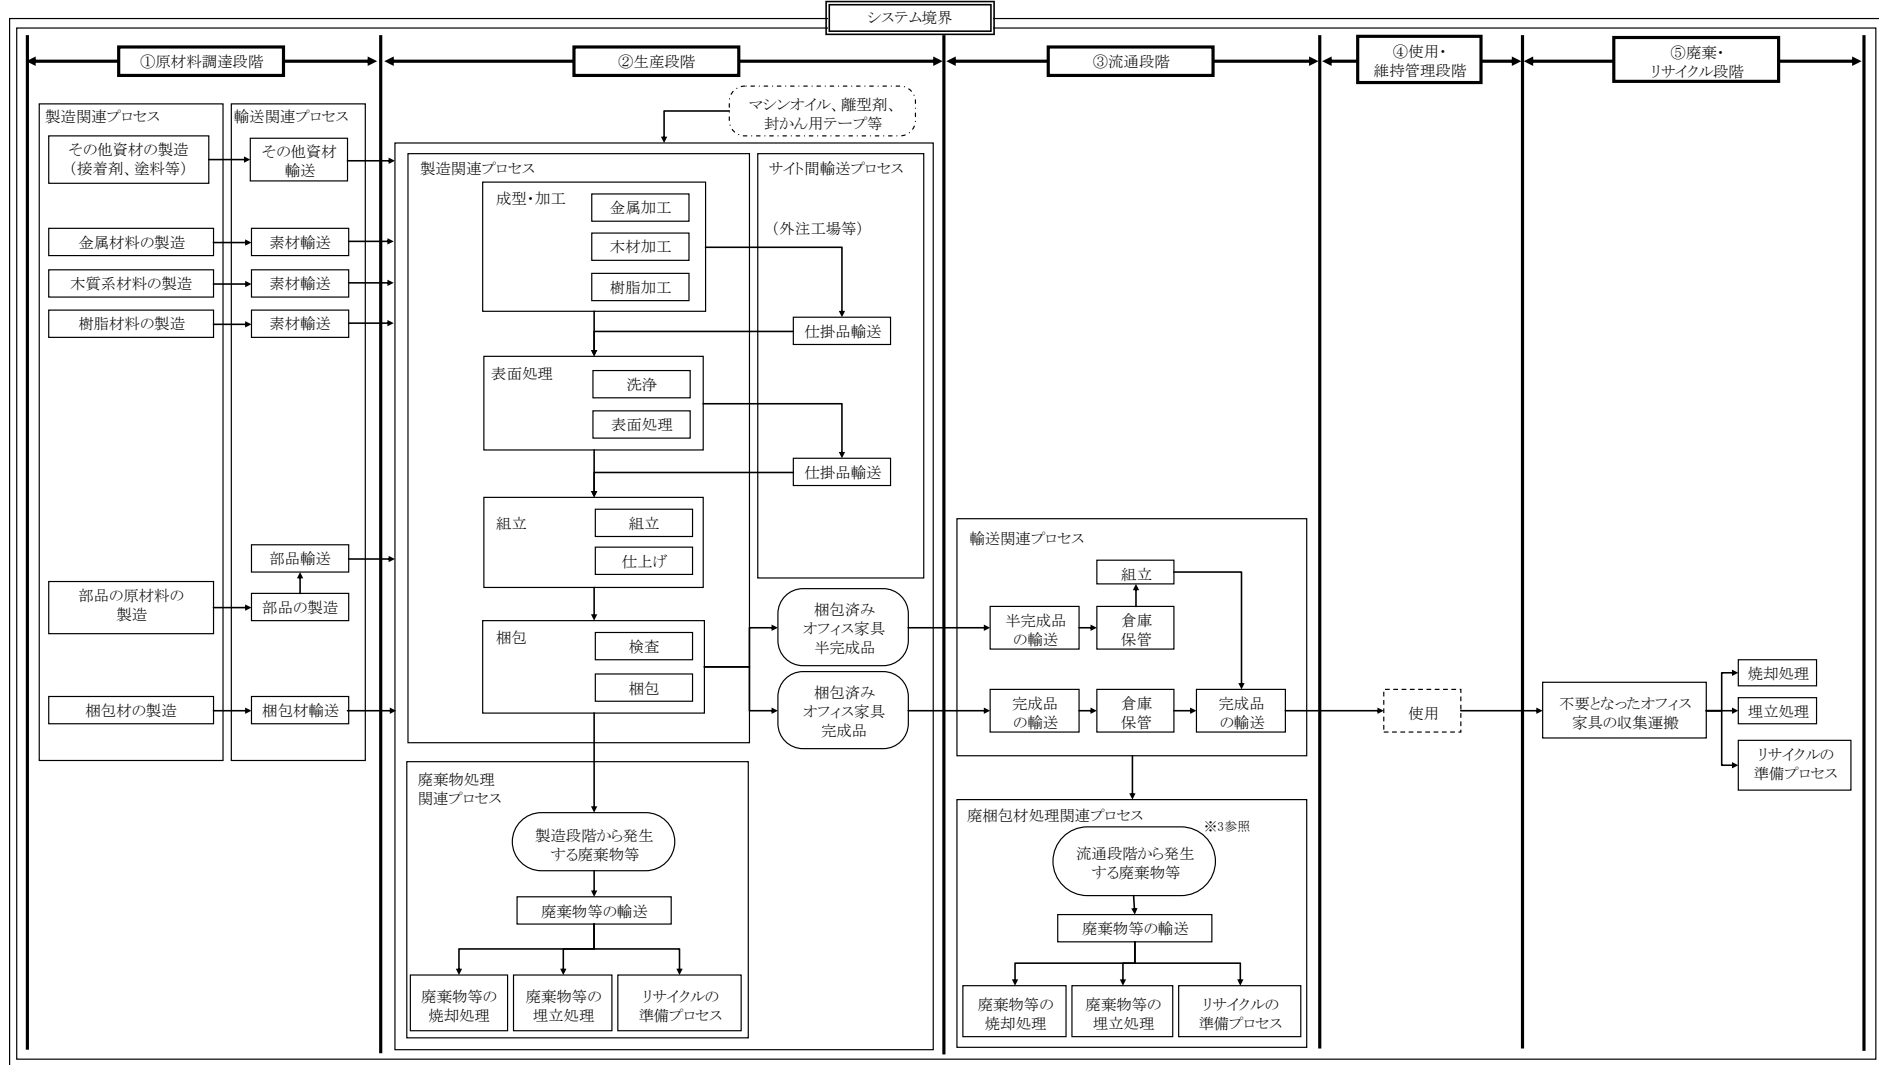 システム境界
①原材料調達段階
②生産段階
③流通段階
④使用・
維持管理段階
⑤廃棄・
リサイクル段階
製造関連プロセス
その他資材の製造
（接着剤、塗料等）
金属材料の製造
木質系材料の製造
樹脂材料の製造
部品の原材料の
製造
梱包材の製造
輸送関連プロセス
その他資材
輸送
素材輸送
素材輸送
素材輸送
部品輸送
部品の製造
梱包材輸送
マシンオイル、離型剤、
封かん用テープ等
製造関連プロセス
成型・加工
金属加工
木材加工
樹脂加工
表面処理
洗浄
表面処理
組立
組立
仕上げ
梱包
検査
梱包
サイト間輸送プロセス
（外注工場等）
仕掛品輸送
仕掛品輸送
梱包済み
オフィス家具
半完成品
梱包済み
オフィス家具
完成品
廃棄物処理
関連プロセス
製造段階から発生
する廃棄物等
廃棄物等の輸送
廃棄物等の
焼却処理
廃棄物等の
埋立処理
リサイクルの
準備プロセス
輸送関連プロセス
組立
半完成品
の輸送
倉庫
保管
完成品
の輸送
倉庫
保管
完成品
の輸送
廃梱包材処理関連プロセス
※3参照
流通段階から発生
する廃棄物等
廃棄物等の輸送
廃棄物等の
焼却処理
廃棄物等の
埋立処理
リサイクルの
準備プロセス
使用
不要となったオフィス
家具の収集運搬
焼却処理
埋立処理
リサイクルの
準備プロセス